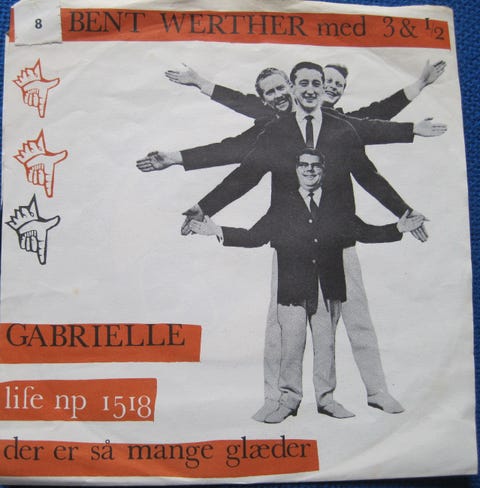 8
BENT WERTHER med 3 & 1/2
GABRIELLE
life np 1518
der er så mange glæder